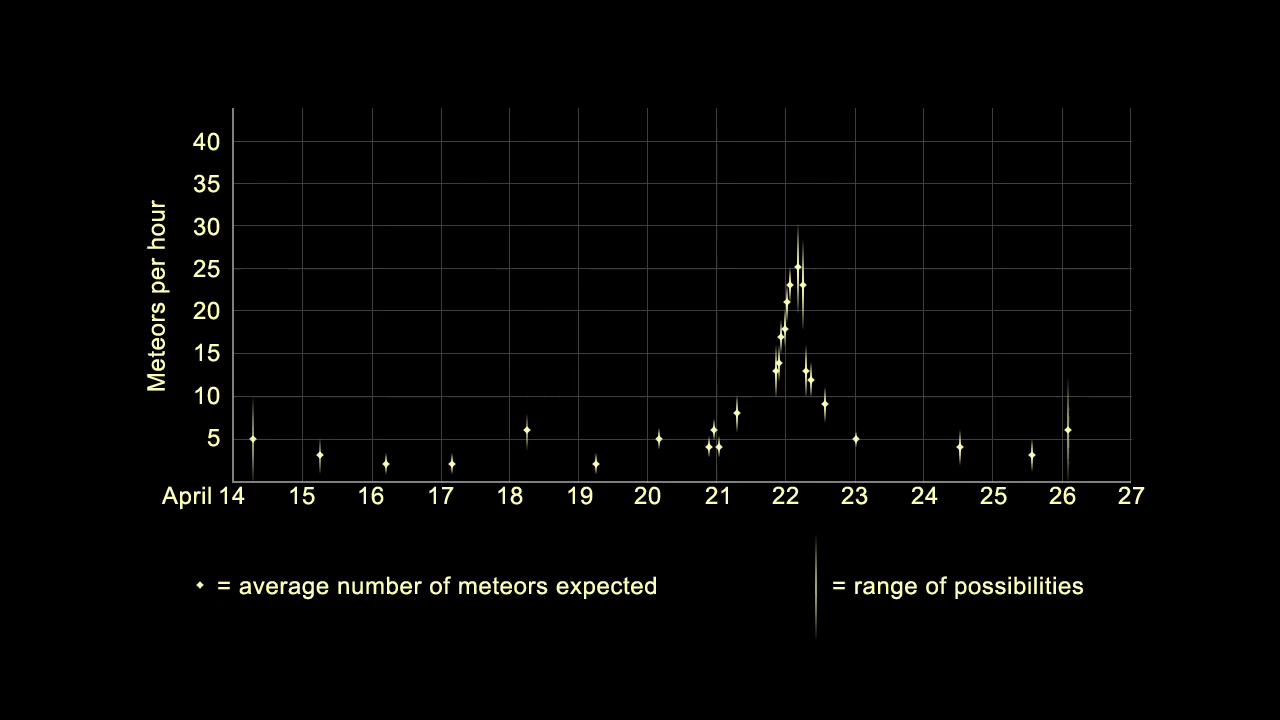 Meteors per hour
40
35
30
25
20
15
10
5
April 14 15 16 17 18 19 20 21 22 23 24 25 26 27
= average number of meteors expected
= range of possibilities